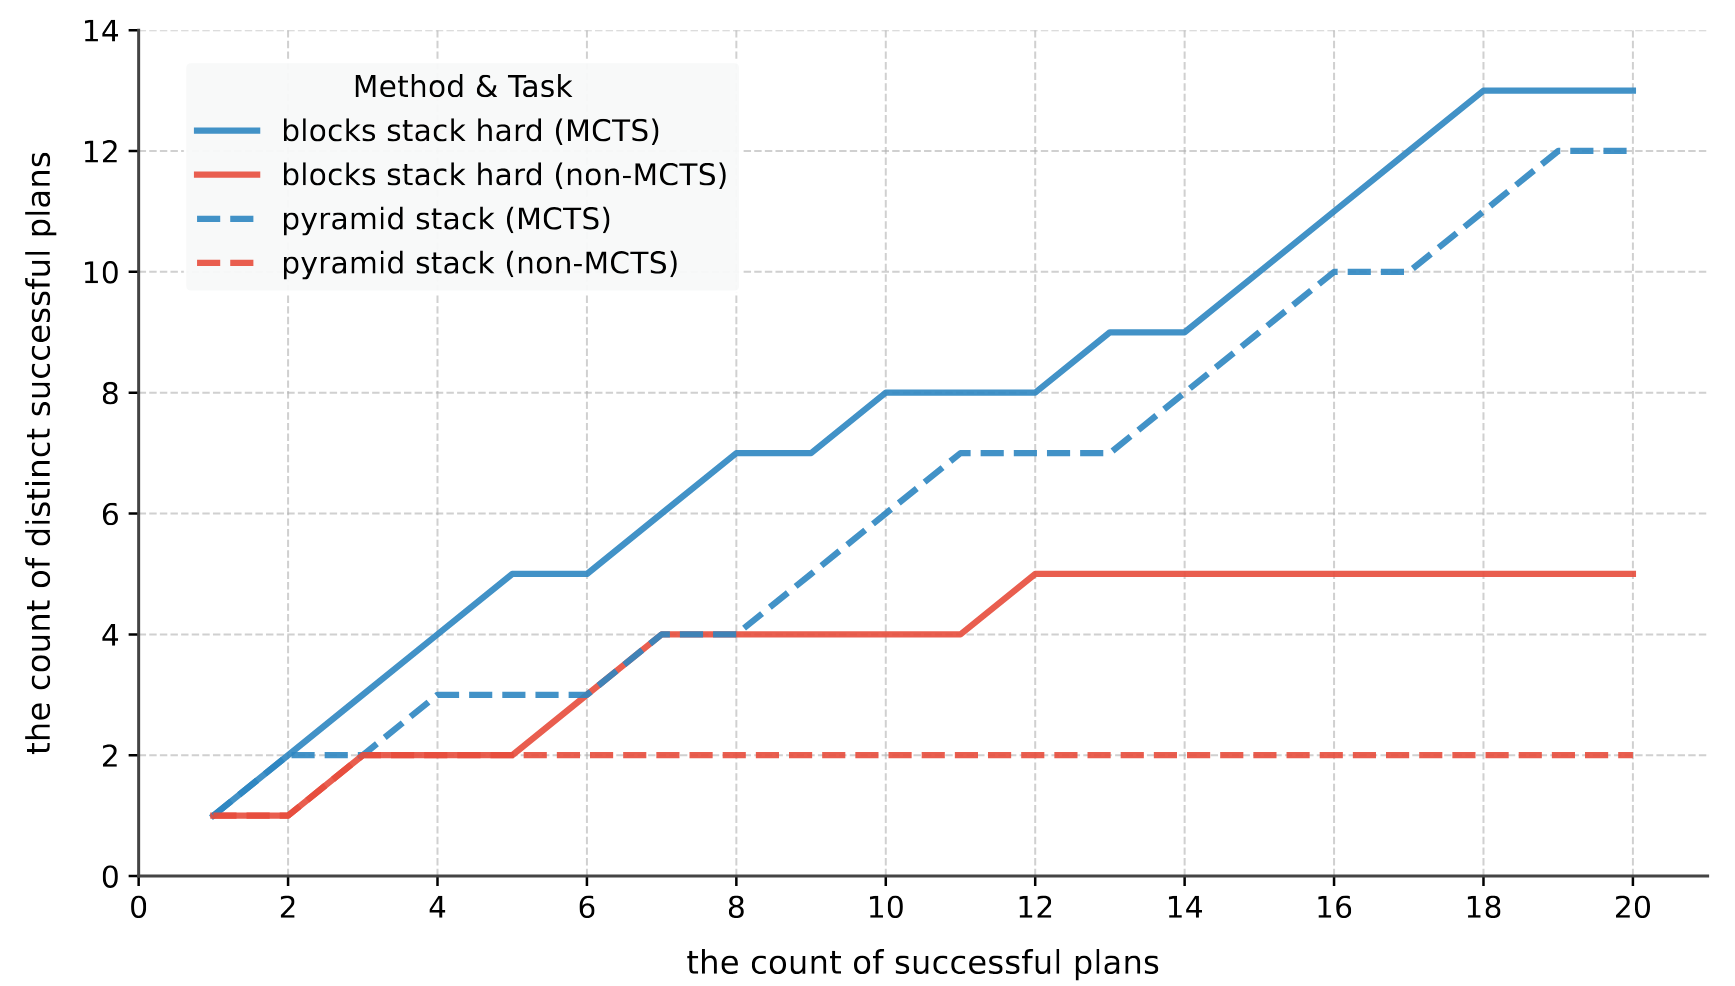 14
12
10
8
6
4
2
0
the count of distinct successful plans
Method & Task
blocks stack hard (MCTS)
blocks stack hard (non-MCTS)
pyramid stack (MCTS)
pyramid stack (non-MCTS)
0 2 4 6 8 10 12 14 16 18 20
the count of successful plans